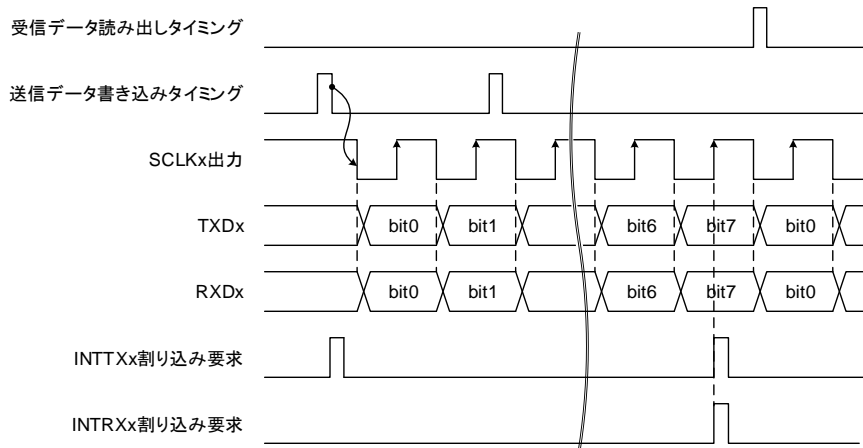 受信データ読み出しタイミング
送信データ書き込みタイミング
SCLKx出力
TXDx bit0 bit1 bit6 bit7 bit0
RXDx bit0 bit1 bit6 bit7 bit0
INTTXx割り込み要求
INTRXx割り込み要求